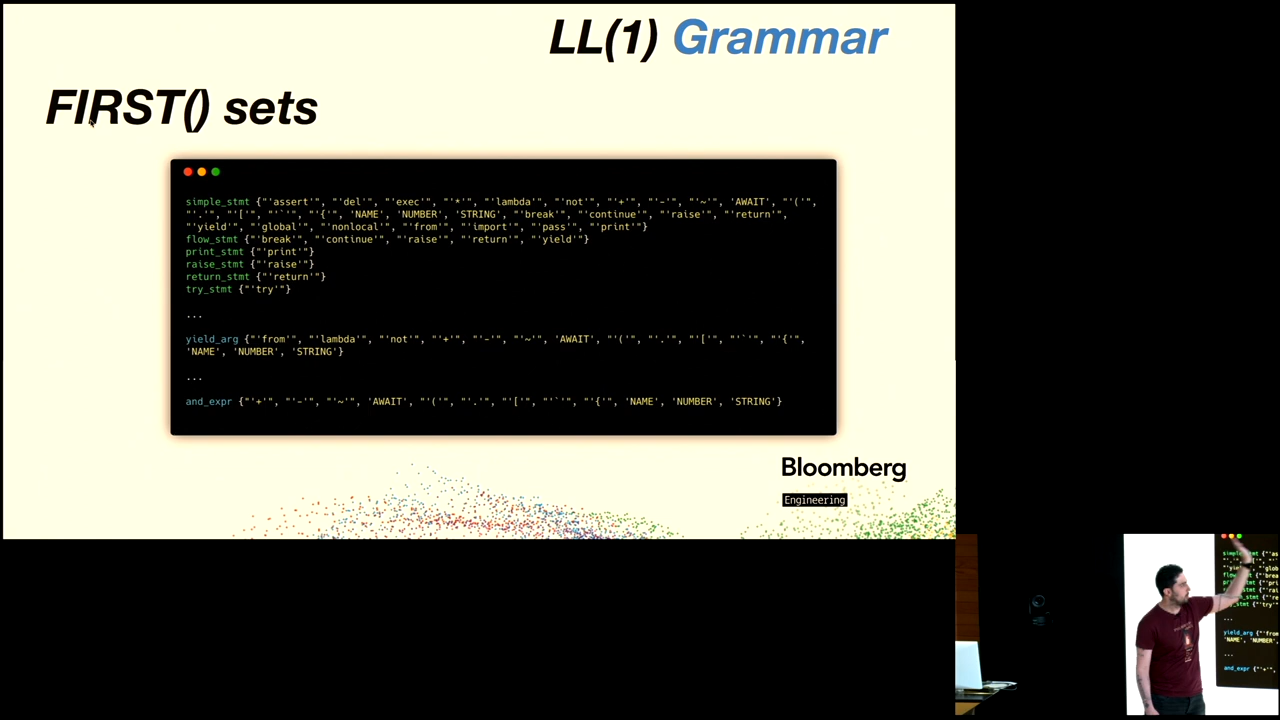 LL(1) Grammar
FIRST() sets
simple_stmt {"'assert'", "'del'", "'exec'", "'*'", "'lambda'", "'not'", "'+'", "'-'", "'~'", 'AWAIT', "'('",
"'.'", "'['", "'`'", "'{'", 'NAME', 'NUMBER', 'STRING', "'break'", "'continue'", "'raise'", "'return'",
"'yield'", "'global'", "'nonlocal'", "'from'", "'import'", "'pass'", "'print'"}
flow_stmt {"'break'", "'continue'", "'raise'", "'return'", "'yield'"}
print_stmt {"'print'"}
raise_stmt {"'raise'"}
return_stmt {"'return'"}
try_stmt {"'try'"}
...
yield_arg {"'from'", "'lambda'", "'not'", "'+'", "'-'", "'~'", 'AWAIT', "'('", "'.'", "'['", "'`'", "'{'",
'NAME', 'NUMBER', 'STRING'}
...
and_expr {"'+'", "'-'", "'~'", 'AWAIT', "'('", "'.'", "'['", "'`'", "'{'", 'NAME', 'NUMBER', 'STRING'}
Bloomberg
Engineering